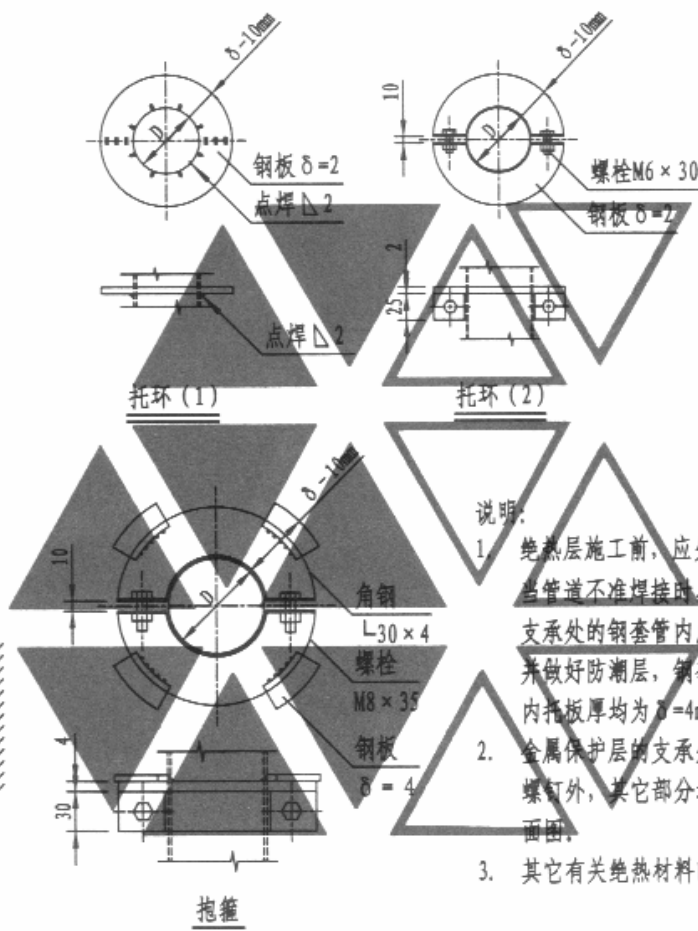 δ-10mm
D
钢板 δ=2
点焊 2
点焊 2
托环(1)
δ-10mm
10
D
螺栓M6×30
钢板 δ=2
2
25
托环(2)
δ-10mm
10
D
角钢
∟30×4
螺栓
M8×35
钢板
δ=4
4
30
抱箍
说明:
1. 绝热层施工前, 应
当管道不准焊接时
支承处的钢套管内
并做好防潮层, 钢
内托板厚均为δ=4m
2. 金属保护层的支承
螺钉外, 其它部分
面图.
3. 其它有关绝热材料